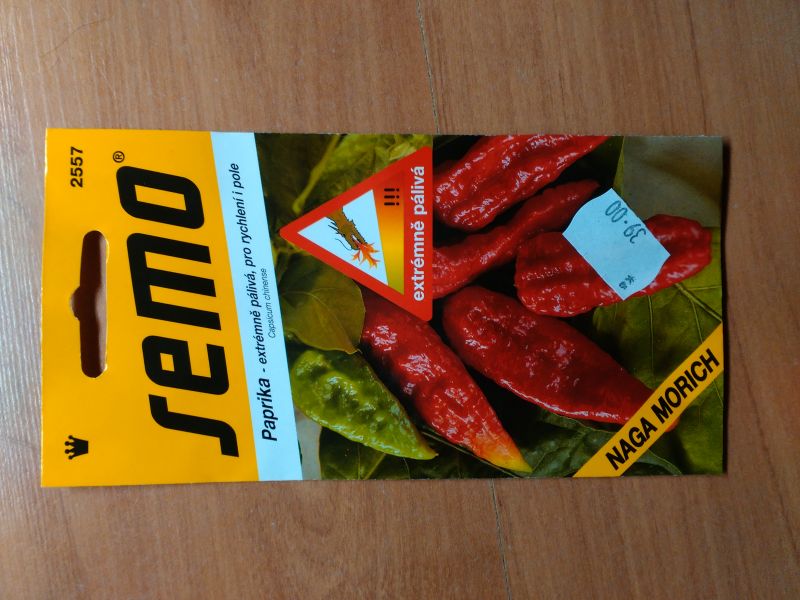 2557
semo®
Paprika - extrémně pálivá, pro rychlení i pole
Capsicum chinense
!!!
extrémně pálivá
39.00
NAGA MORICH